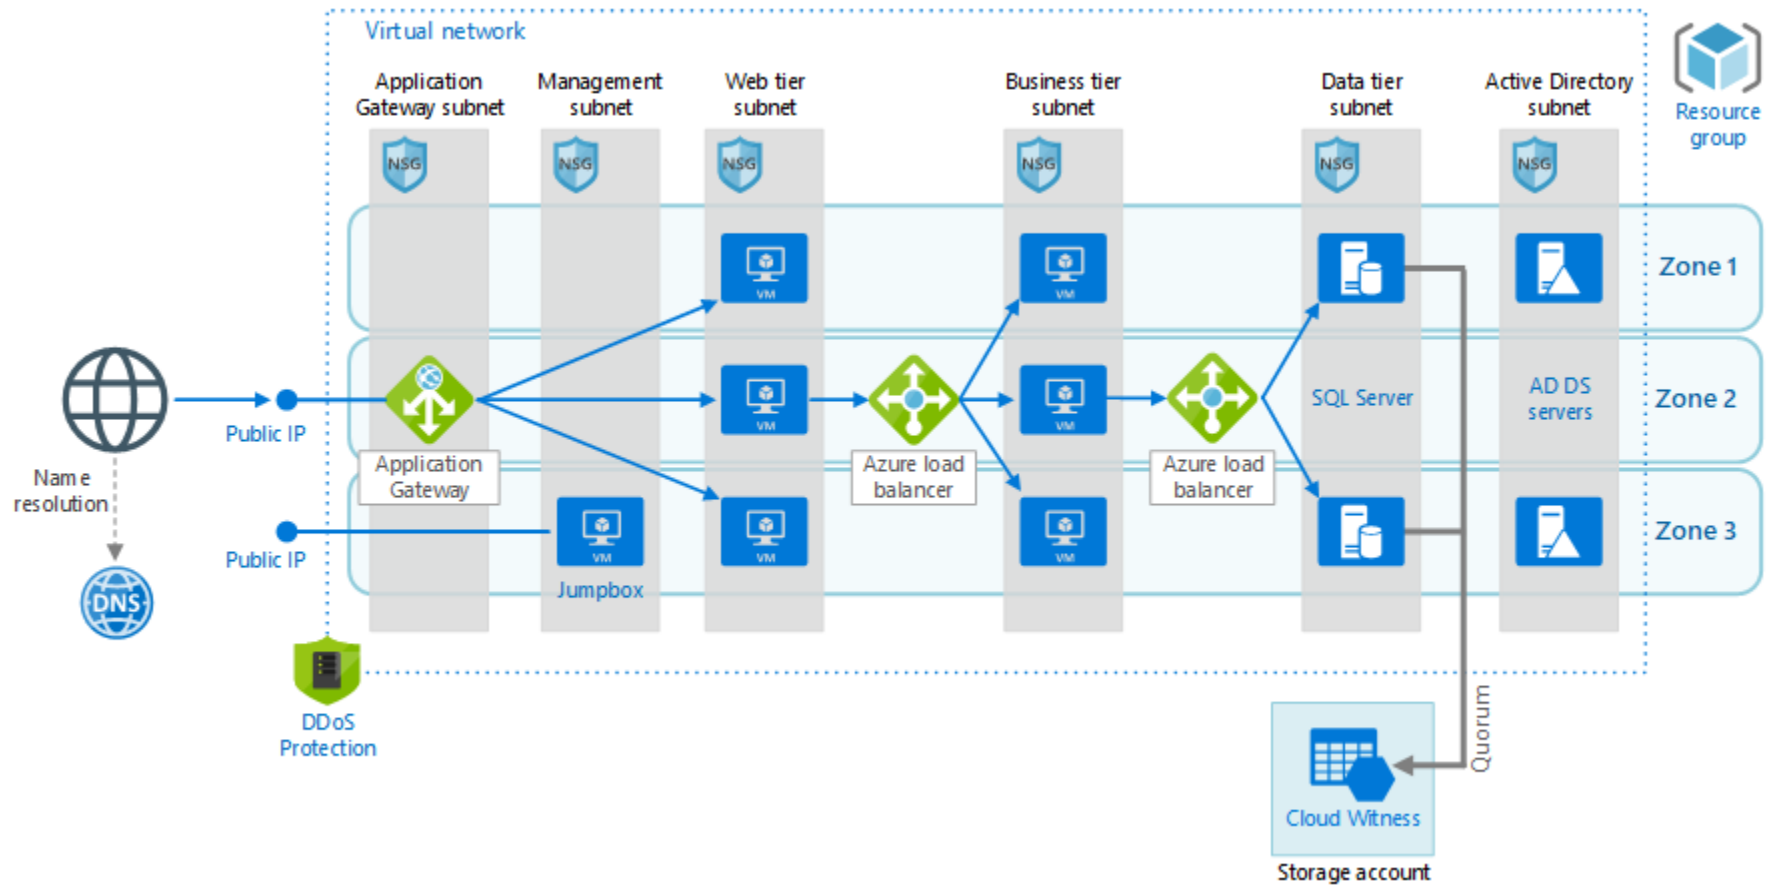 Virtual network
Application
Gateway subnet
Management
subnet
Web tier
subnet
Business tier
subnet
Data tier
subnet
Active Directory
subnet
Resource
group
NSG
NSG
NSG
NSG
NSG
NSG
VM
VM
Zone 1
Public IP
VM
VM
SQL Server
AD DS
servers
Zone 2
Application
Gateway
Azure load
balancer
Azure load
balancer
Name
resolution
Public IP
VM
Jumpbox
VM
VM
Zone 3
DNS
DDoS
Protection
Quorum
Cloud Witness
Storage account